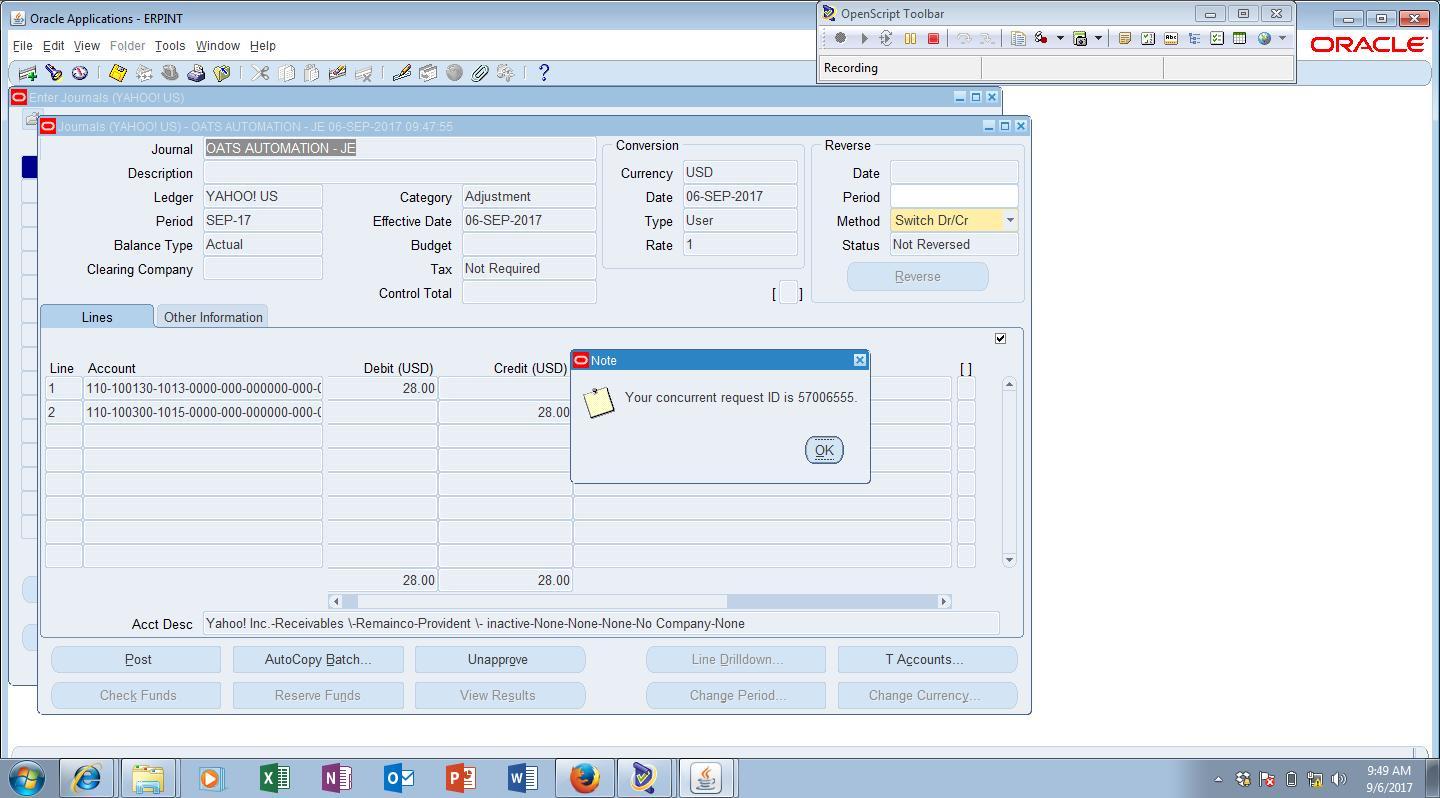 Oracle Applications - ERPINT
OpenScript Toolbar
File Edit View Folder Tools Window Help
ORACLE
Recording
Enter Journals (YAHOO! US)
Journals (YAHOO! US) - OATS AUTOMATION - JE 06-SEP-2017 09:47:55
Journal OATS AUTOMATION - JE
Description
Ledger YAHOO! US Category Adjustment
Period SEP-17 Effective Date 06-SEP-2017
Balance Type Actual Budget
Clearing Company Tax Not Required
Control Total
Conversion
Currency USD
Date 06-SEP-2017
Type User
Rate 1
[ ]
Reverse
Date
Period
Method Switch Dr/Cr
Status Not Reversed
Reverse
Lines Other Information
Line Account Debit (USD) Credit (USD) [ ]
1 110-100130-1013-0000-000-000000-000-0 28.00
2 110-100300-1015-0000-000-000000-000-0 28.00
28.00 28.00
Note
Your concurrent request ID is 57006555.
OK
Acct Desc Yahoo! Inc.-Receivables \-Remainco-Provident \- inactive-None-None-None-No Company-None
Post AutoCopy Batch... Unapprove Line Drilldown... T Accounts...
Check Funds Reserve Funds View Results Change Period... Change Currency...
9:49 AM
9/6/2017